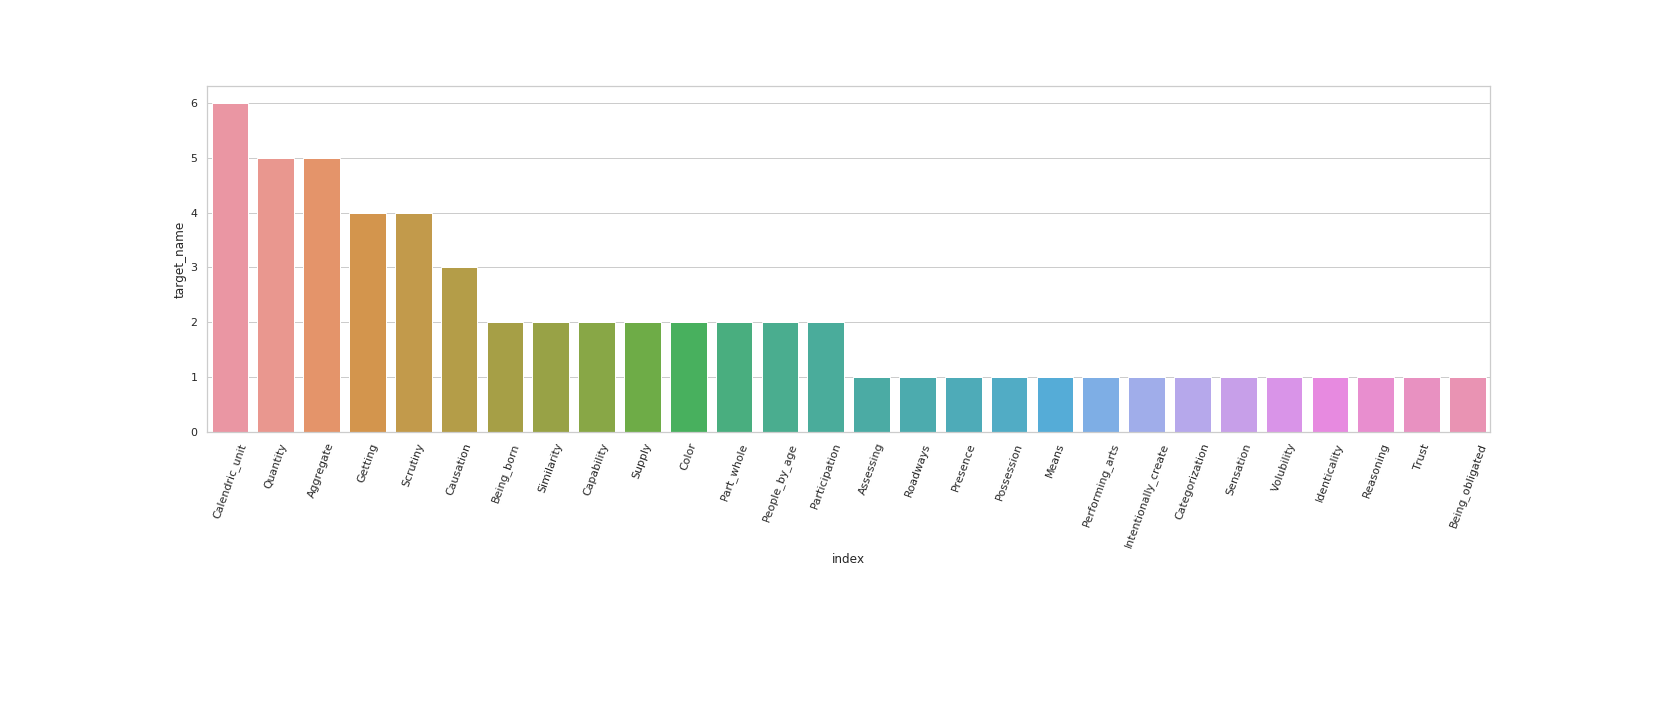 6
5
4
3
2
1
0
target_name
Calendric_unit
Quantity
Aggregate
Getting
Scrutiny
Causation
Being_born
Similarity
Capability
Supply
Color
Part_whole
People_by_age
Participation
Assessing
Roadways
Presence
Possession
Means
Performing_arts
Intentionally_create
Categorization
Sensation
Volubility
Identicality
Reasoning
Trust
Being_obligated
index